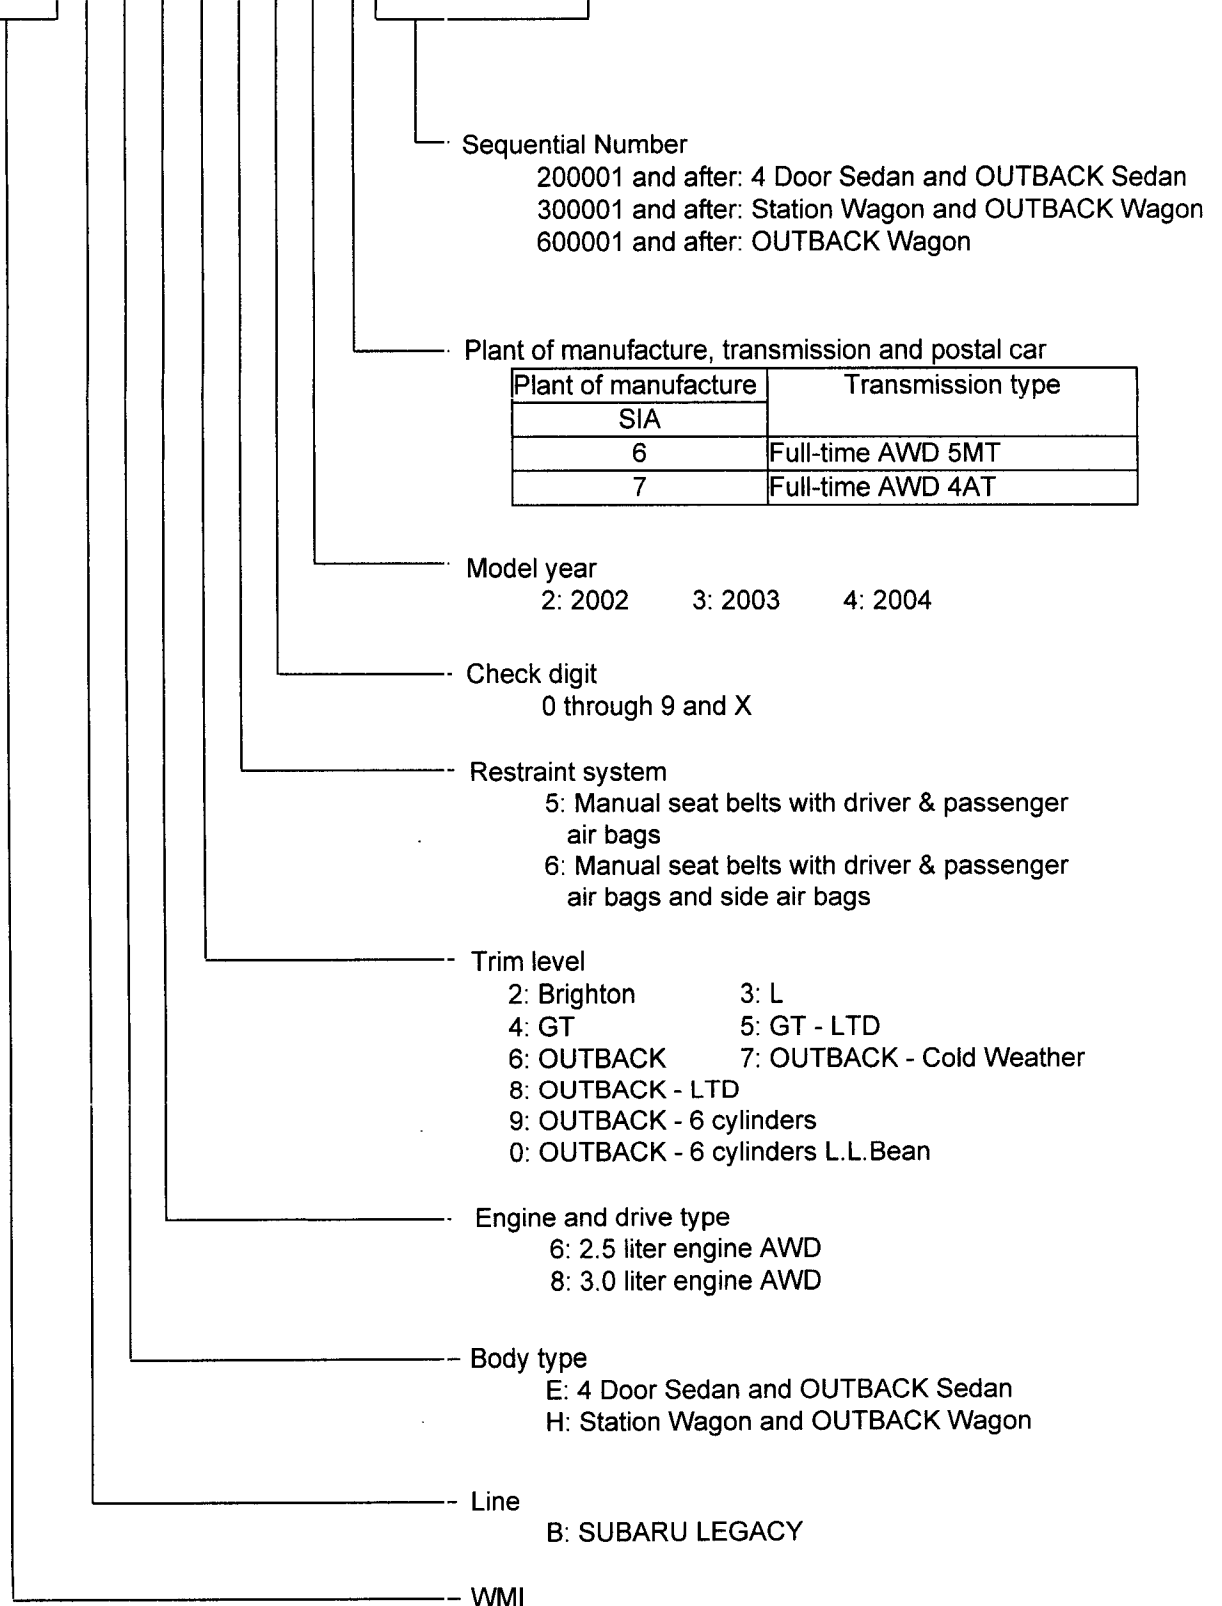 Sequential Number
200001 and after: 4 Door Sedan and OUTBACK Sedan
300001 and after: Station Wagon and OUTBACK Wagon
600001 and after: OUTBACK Wagon
Plant of manufacture, transmission and postal car
Plant of manufacture Transmission type
SIA
6 Full-time AWD 5MT
7 Full-time AWD 4AT
Model year
2: 2002 3: 2003 4: 2004
Check digit
0 through 9 and X
Restraint system
5: Manual seat belts with driver & passenger
air bags
6: Manual seat belts with driver & passenger
air bags and side air bags
Trim level
2: Brighton 3: L
4: GT 5: GT - LTD
6: OUTBACK 7: OUTBACK - Cold Weather
8: OUTBACK - LTD
9: OUTBACK - 6 cylinders
0: OUTBACK - 6 cylinders L.L.Bean
Engine and drive type
6: 2.5 liter engine AWD
8: 3.0 liter engine AWD
Body type
E: 4 Door Sedan and OUTBACK Sedan
H: Station Wagon and OUTBACK Wagon
Line
B: SUBARU LEGACY
WMI